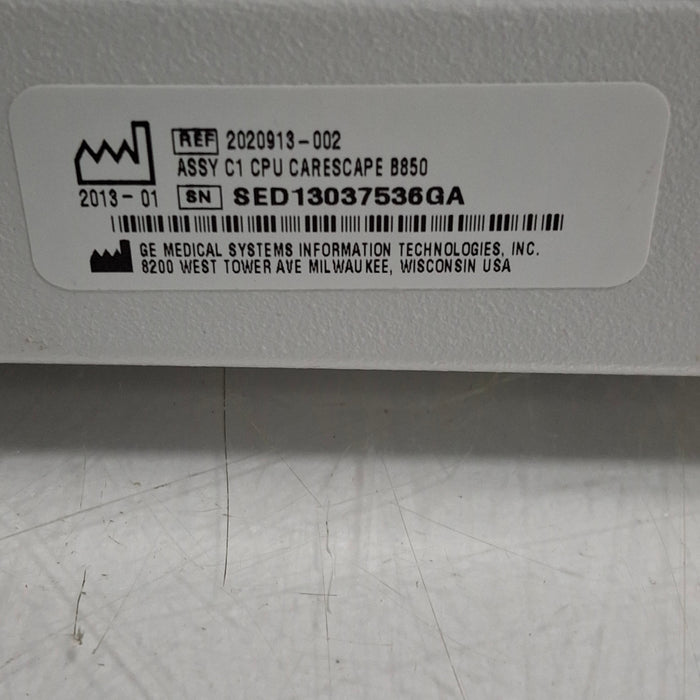 REF 2020913-002
ASSY C1 CPU CARESCAPE B850
2013-01 SN SED13037536GA
GE MEDICAL SYSTEMS INFORMATION TECHNOLOGIES, INC.
8200 WEST TOWER AVE MILWAUKEE, WISCONSIN USA